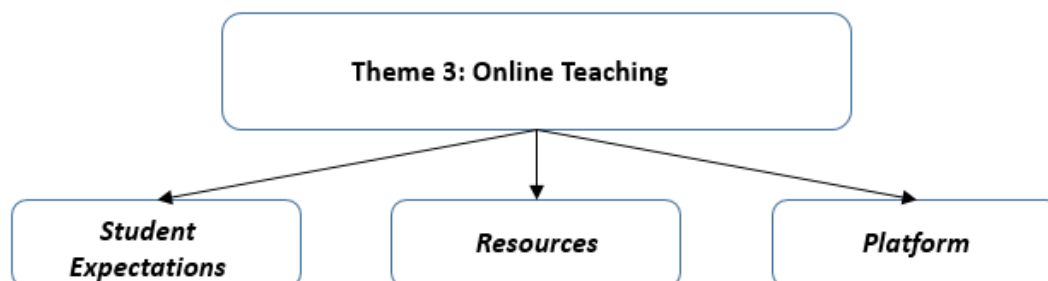 Theme 3: Online Teaching
Student
Expectations
Resources
Platform